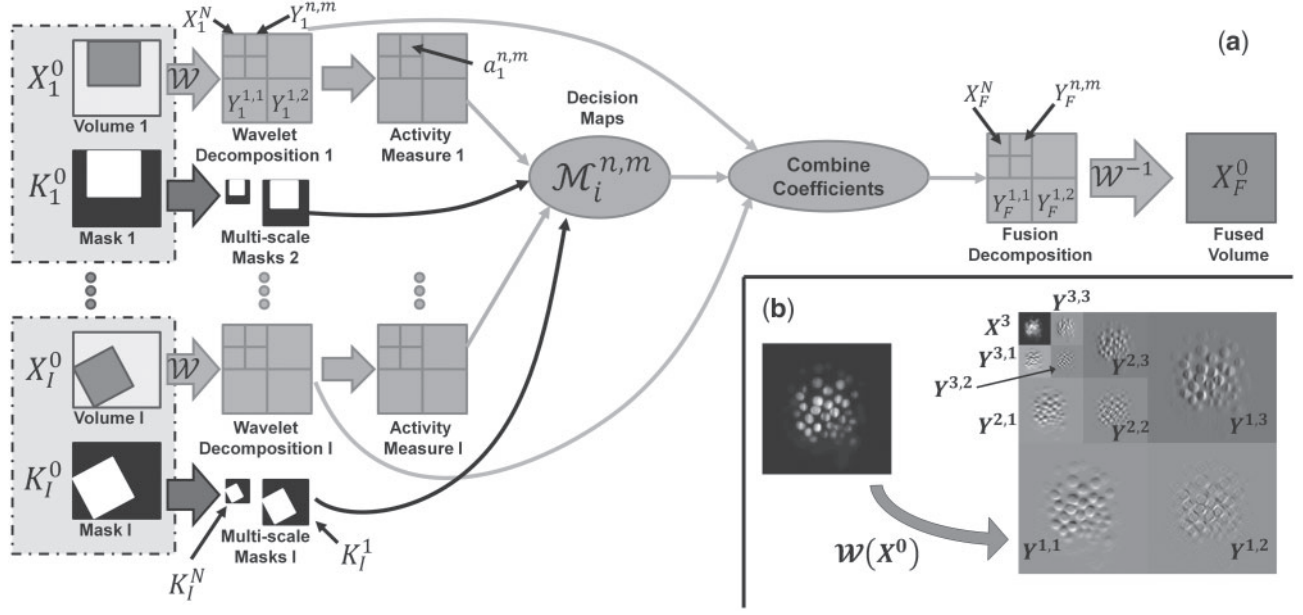 X_1^0
Volume 1
𝒲
X_1^N
Y_1^{n,m}
Y_1^{1,1}
Y_1^{1,2}
Wavelet
Decomposition 1
a_1^{n,m}
Activity
Measure 1
K_1^0
Mask 1
Multi-scale
Masks 2
Decision
Maps
ℳ_i^{n,m}
Combine
Coefficients
(a)
X_F^N
Y_F^{n,m}
Y_F^{1,1}
Y_F^{1,2}
Fusion
Decomposition
𝒲^{-1}
X_F^0
Fused
Volume
X_I^0
Volume I
𝒲
Wavelet
Decomposition I
Activity
Measure I
K_I^0
Mask I
Multi-scale
Masks I
K_I^N
K_I^1
(b)
𝒲(X^0)
Y^{3,3}
X^3
Y^{3,1}
Y^{3,2}
Y^{2,3}
Y^{2,1}
Y^{2,2}
Y^{1,3}
Y^{1,1}
Y^{1,2}